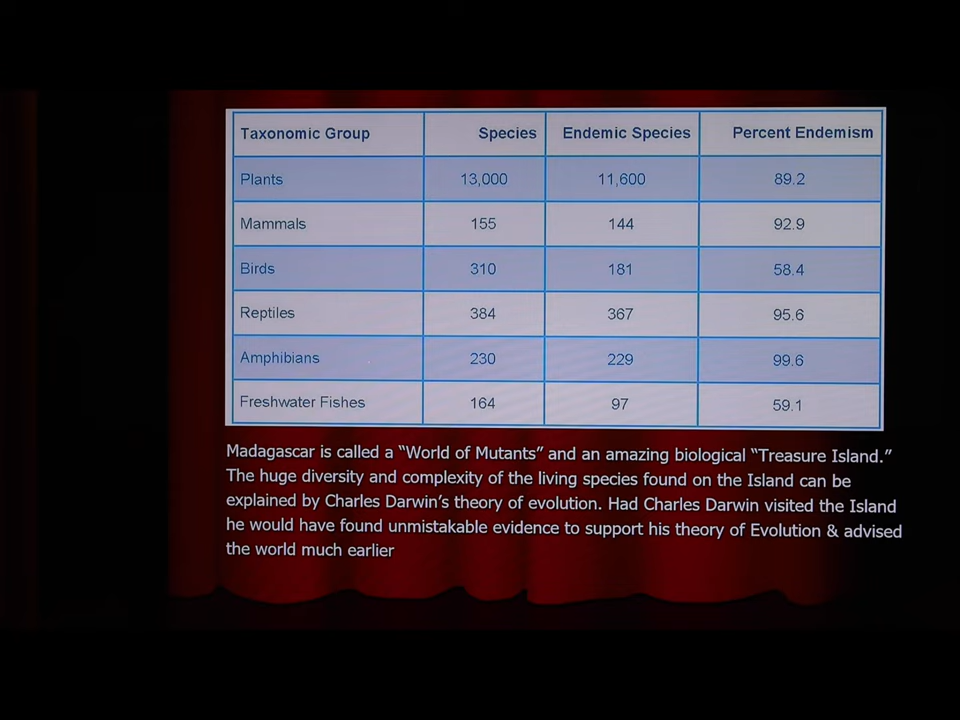 Taxonomic Group Species Endemic Species Percent Endemism
Plants 13,000 11,600 89.2
Mammals 155 144 92.9
Birds 310 181 58.4
Reptiles 384 367 95.6
Amphibians 230 229 99.6
Freshwater Fishes 164 97 59.1
Madagascar is called a “World of Mutants” and an amazing biological “Treasure Island.”
The huge diversity and complexity of the living species found on the Island can be
explained by Charles Darwin’s theory of evolution. Had Charles Darwin visited the Island
he would have found unmistakable evidence to support his theory of Evolution & advised
the world much earlier